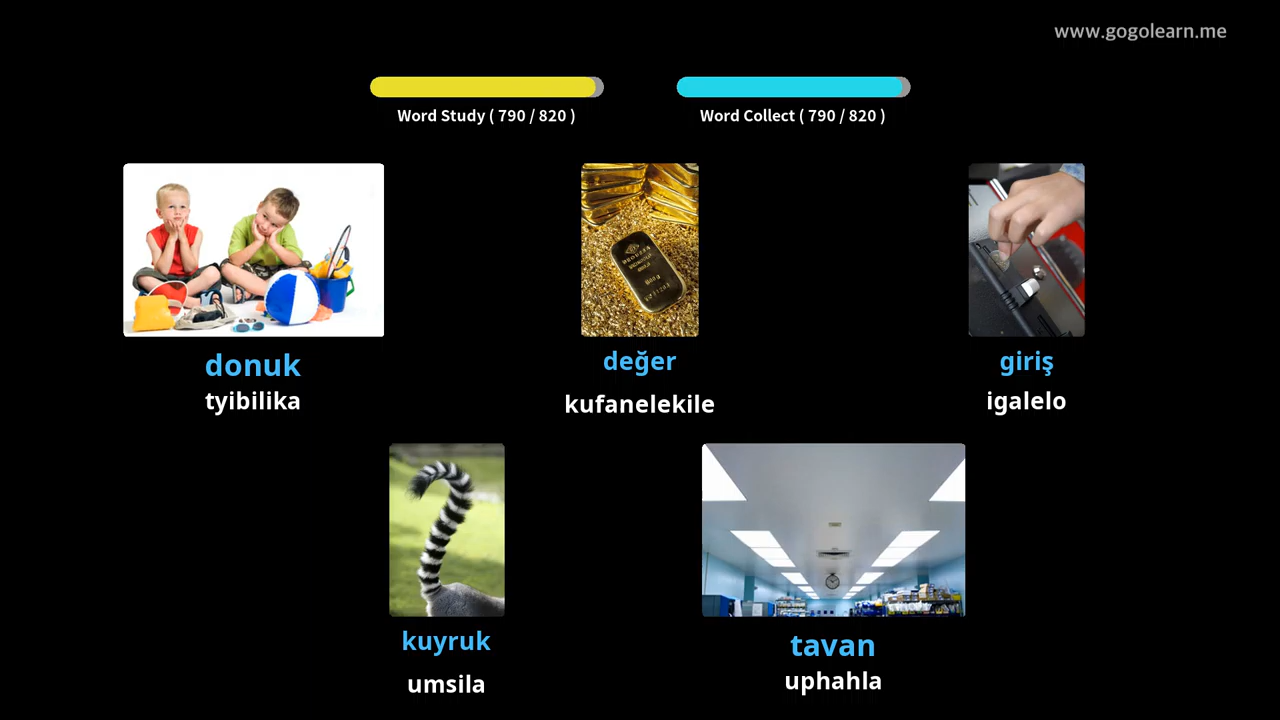 www.gogolearn.me
Word Study ( 790 / 820 )
Word Collect ( 790 / 820 )
donuk
tyibilika
değer
kufanelekile
giriş
igalelo
kuyruk
umsila
tavan
uphahla